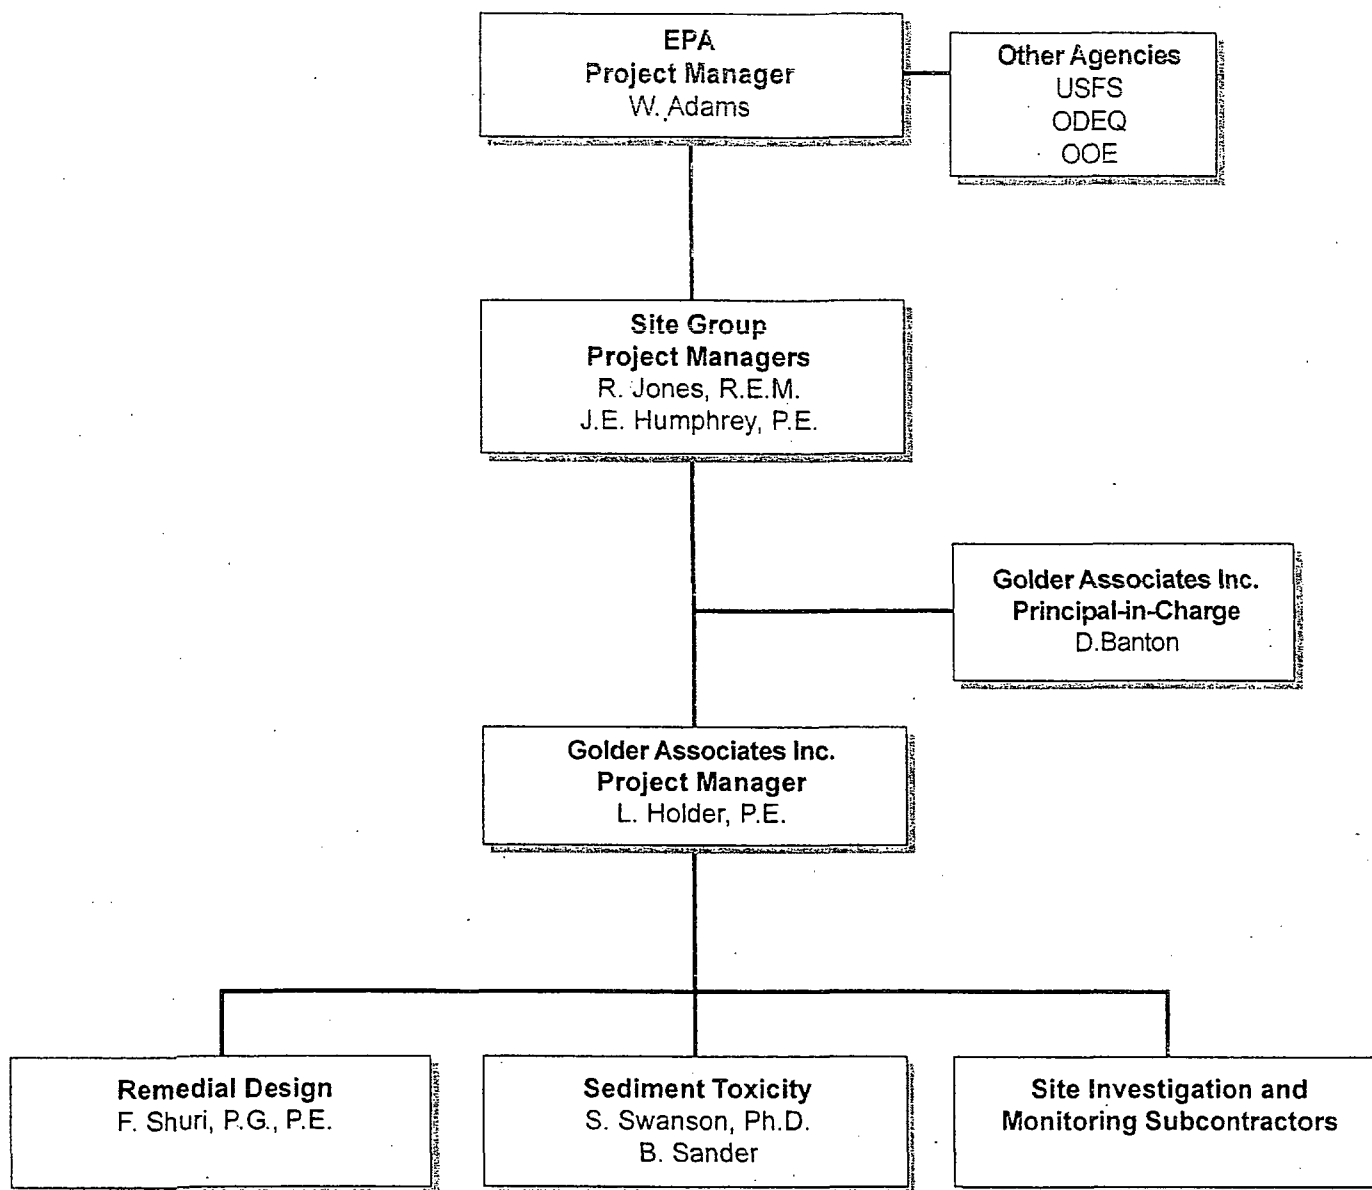 EPA
Project Manager
W. Adams
Other Agencies
USFS
ODEQ
OOE
Site Group
Project Managers
R. Jones, R.E.M.
J.E. Humphrey, P.E.
Golder Associates Inc.
Principal-in-Charge
D.Banton
Golder Associates Inc.
Project Manager
L. Holder, P.E.
Remedial Design
F. Shuri, P.G., P.E.
Sediment Toxicity
S. Swanson, Ph.D.
B. Sander
Site Investigation and
Monitoring Subcontractors